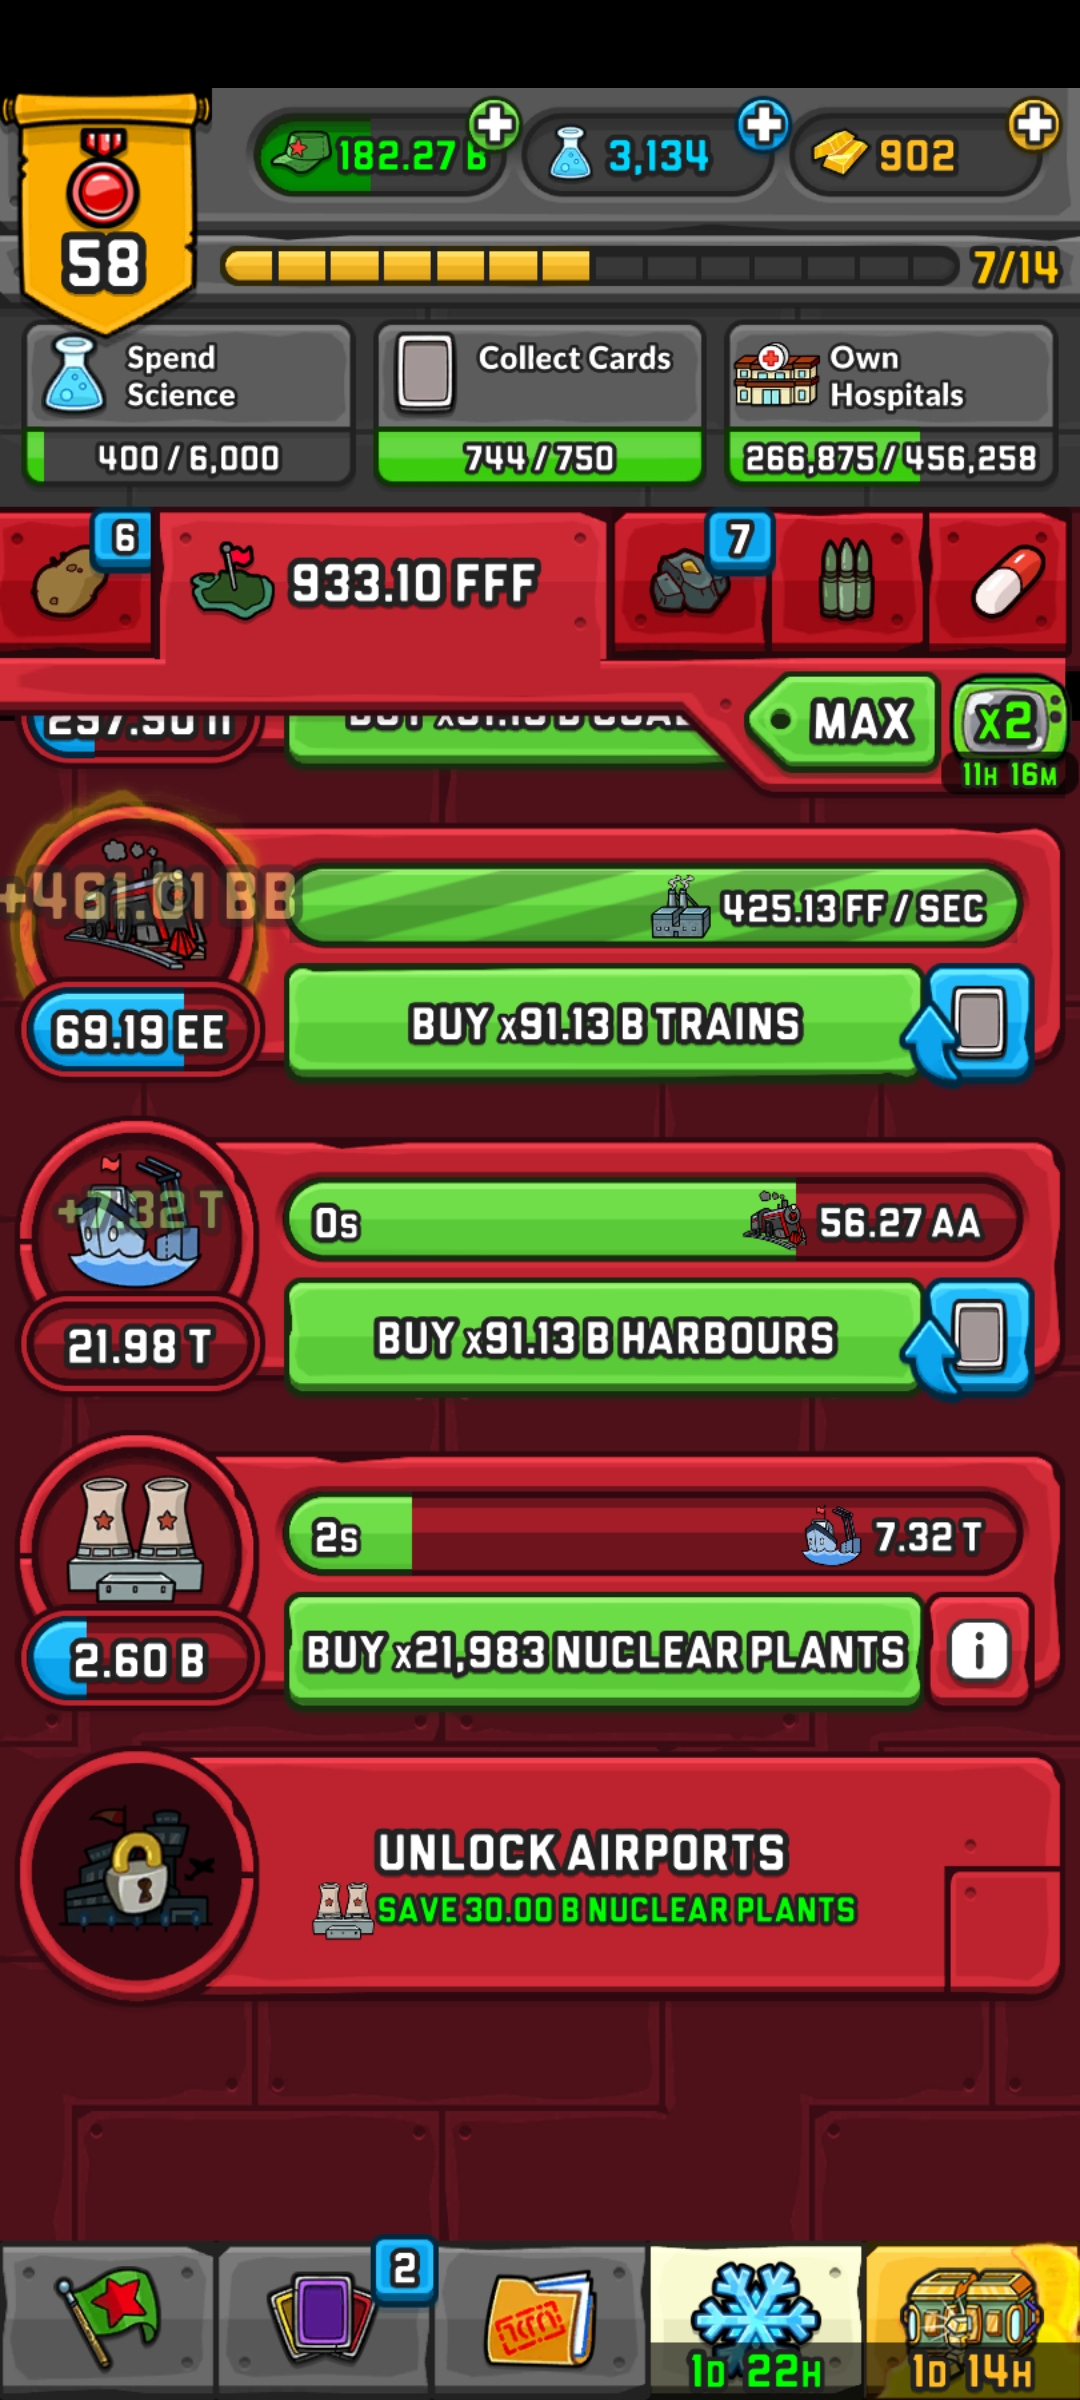 182.27 B
3,134
902
58
7/14
Spend
Science
400 / 6,000
Collect Cards
744 / 750
Own
Hospitals
266,875 / 456,258
6
933.10 FFF
7
MAX
x2
11H 16M
+461.01 BB
425.13 FF / SEC
69.19 EE
BUY x91.13 B TRAINS
+7.32 T
0s
56.27 AA
21.98 T
BUY x91.13 B HARBOURS
2s
7.32 T
2.60 B
BUY x21,983 NUCLEAR PLANTS
i
UNLOCK AIRPORTS
SAVE 30.00 B NUCLEAR PLANTS
2
1D 22H
1D 14H